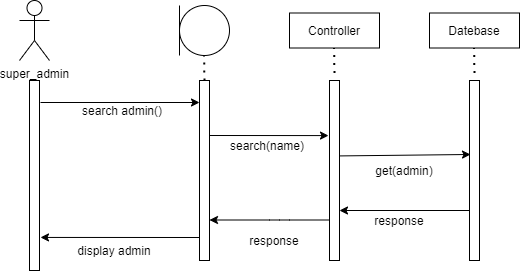 Controller
Datebase
super_admin
search admin()
search(name)
get(admin)
response
response
display admin